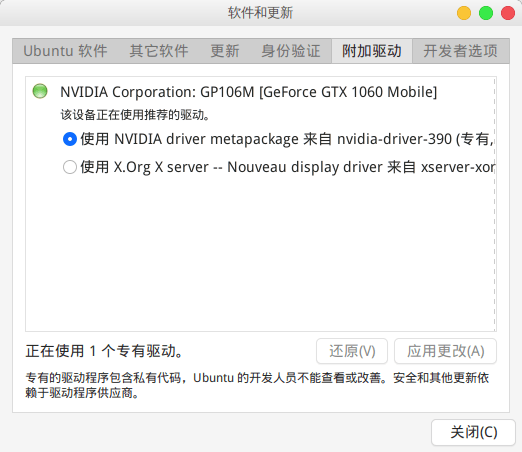 软件和更新
Ubuntu 软件 其它软件 更新 身份验证 附加驱动 开发者选项
NVIDIA Corporation: GP106M [GeForce GTX 1060 Mobile]
该设备正在使用推荐的驱动。
使用 NVIDIA driver metapackage 来自 nvidia-driver-390 (专有,
使用 X.Org X server -- Nouveau display driver 来自 xserver-xor
正在使用 1 个专有驱动。 还原(V) 应用更改(A)
专有的驱动程序包含私有代码，Ubuntu 的开发人员不能查看或改善。安全和其他更新依
赖于驱动程序供应商。
关闭(C)